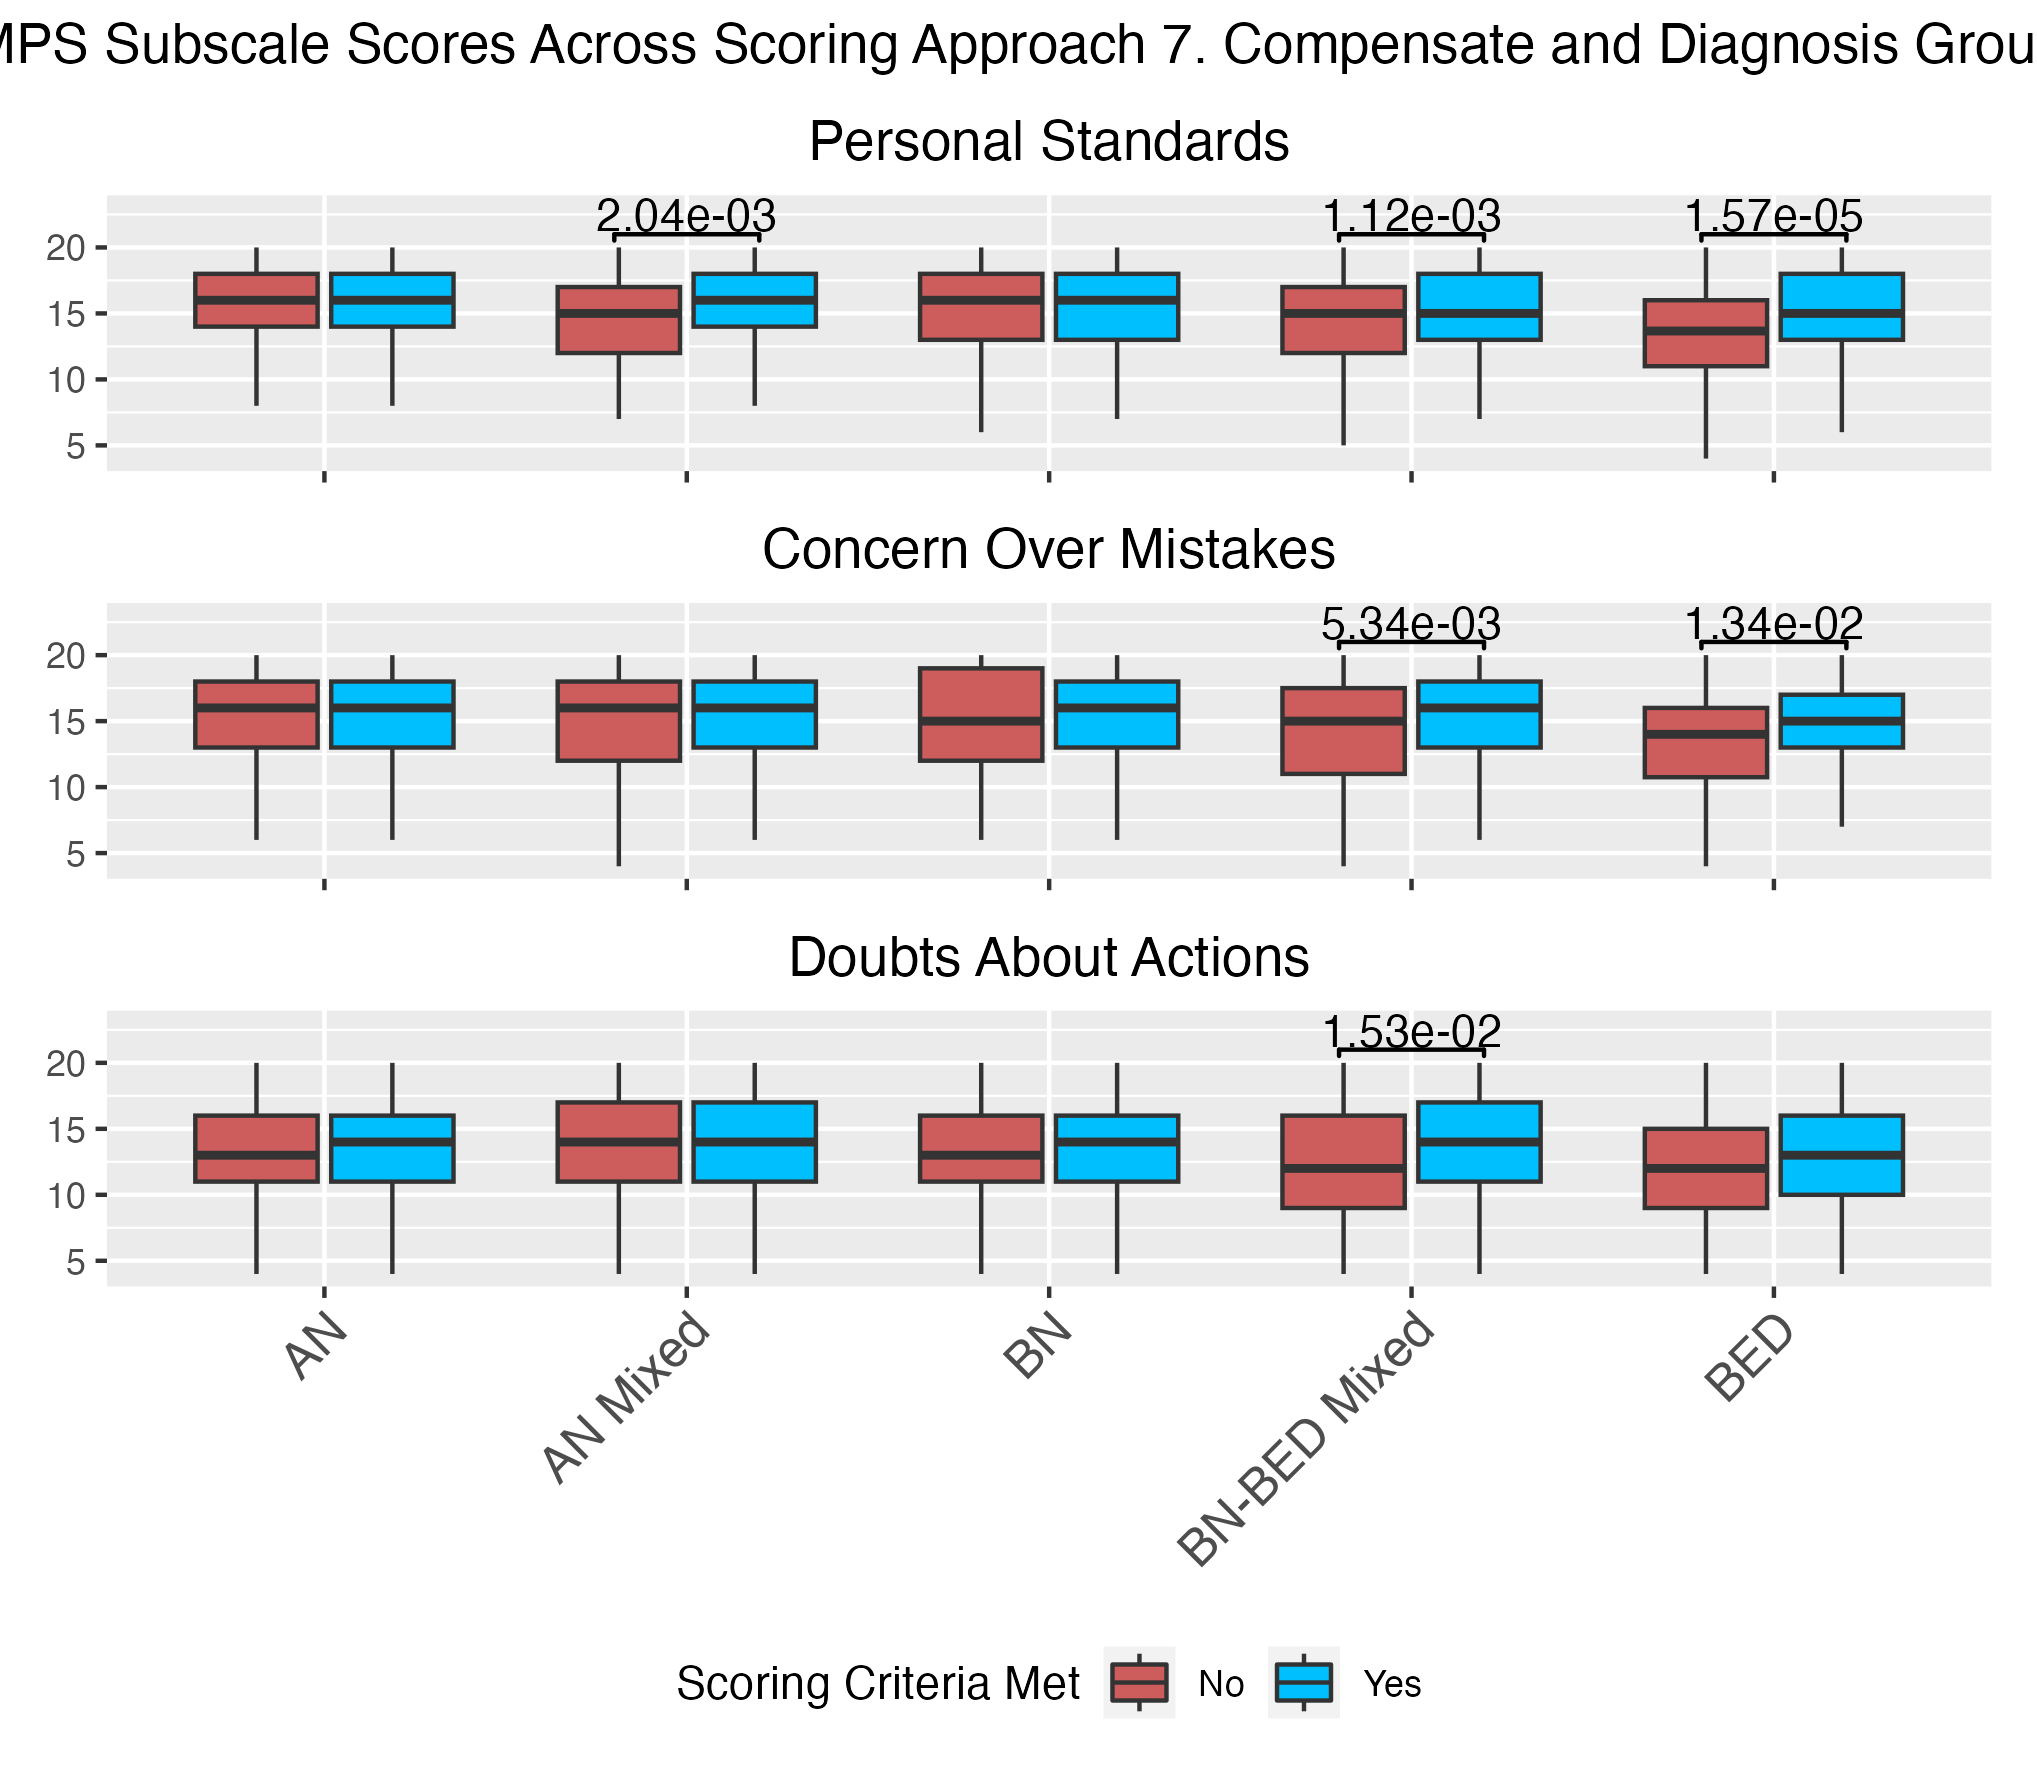 MPS Subscale Scores Across Scoring Approach 7. Compensate and Diagnosis Grou
Personal Standards
2.04e-03 1.12e-03 1.57e-05
20
15
10
5
Concern Over Mistakes
5.34e-03 1.34e-02
20
15
10
5
Doubts About Actions
1.53e-02
20
15
10
5
AN AN Mixed BN BN-BED Mixed BED
Scoring Criteria Met No Yes